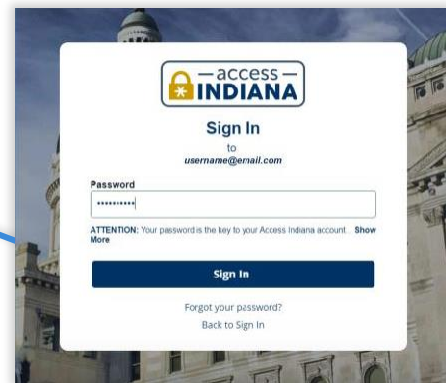 access
INDIANA
Sign In
to
username@email.com
Password
ATTENTION: Your password is the key to your Access Indiana account. Show
More
Sign In
Forgot your password?
Back to Sign In